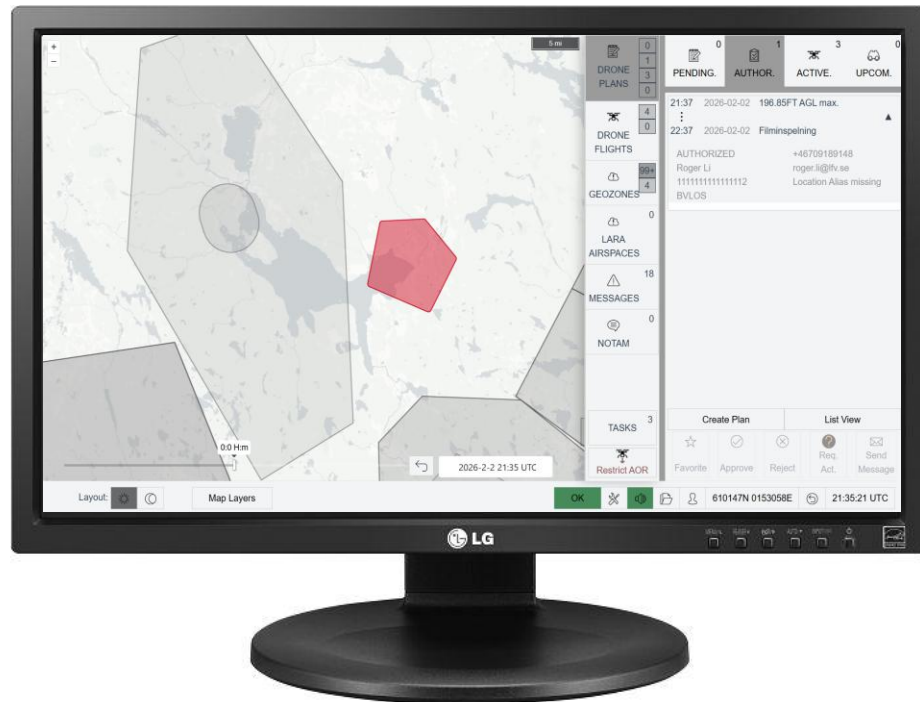 +
−
5 mi
DRONE PLANS
0
1
3
0
DRONE FLIGHTS
4
0
GEOZONES
99+
4
LARA AIRSPACES
0
MESSAGES
18
NOTAM
0
TASKS
3
Restrict AOR
PENDING.
0
AUTHOR.
1
ACTIVE.
3
UPCOM.
0
21:37 2026-02-02 196.85FT AGL max.
22:37 2026-02-02 Filminspelning
AUTHORIZED +46709189148
Roger Li roger.li@lfv.se
1111111111111112 Location Alias missing
BVLOS
Create Plan
List View
Favorite
Approve
Reject
Req. Act.
Send Message
0:0 H:m
2026-2-2 21:35 UTC
Layout:
Map Layers
OK
610147N 0153058E
21:35:21 UTC
LG